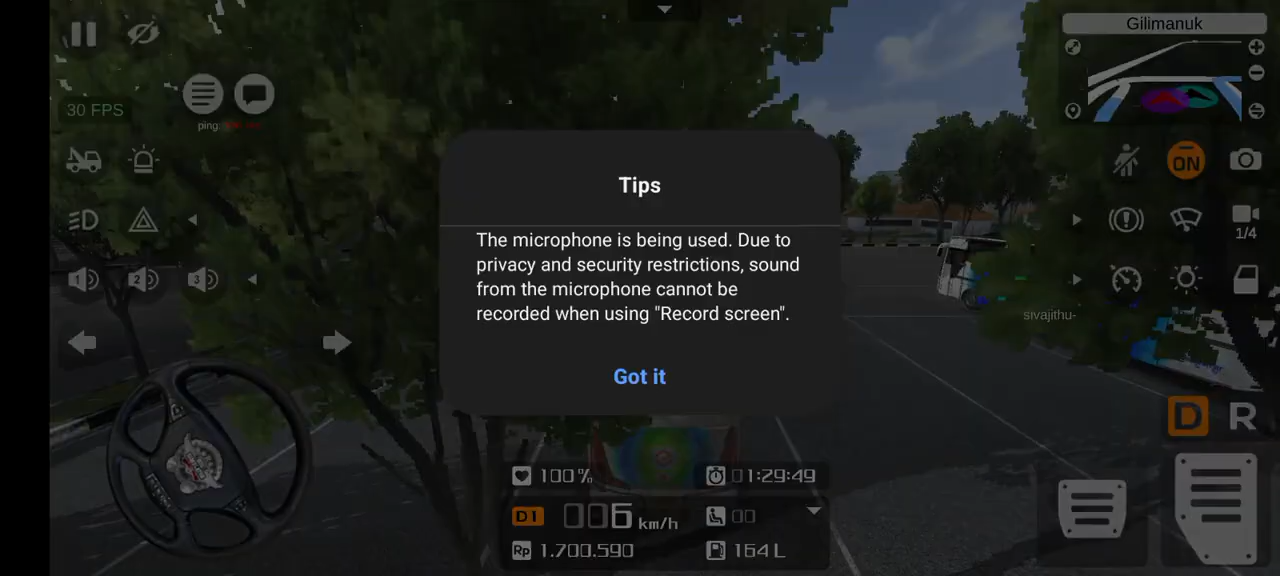 Gilimanuk
30 FPS
ping:
Tips
The microphone is being used. Due to
privacy and security restrictions, sound
from the microphone cannot be
recorded when using "Record screen".
Got it
ON
1/4
2
3
sivajithu-
D R
100% 01:29:49
D1 006 km/h 00
Rp 1.700.590 164 L